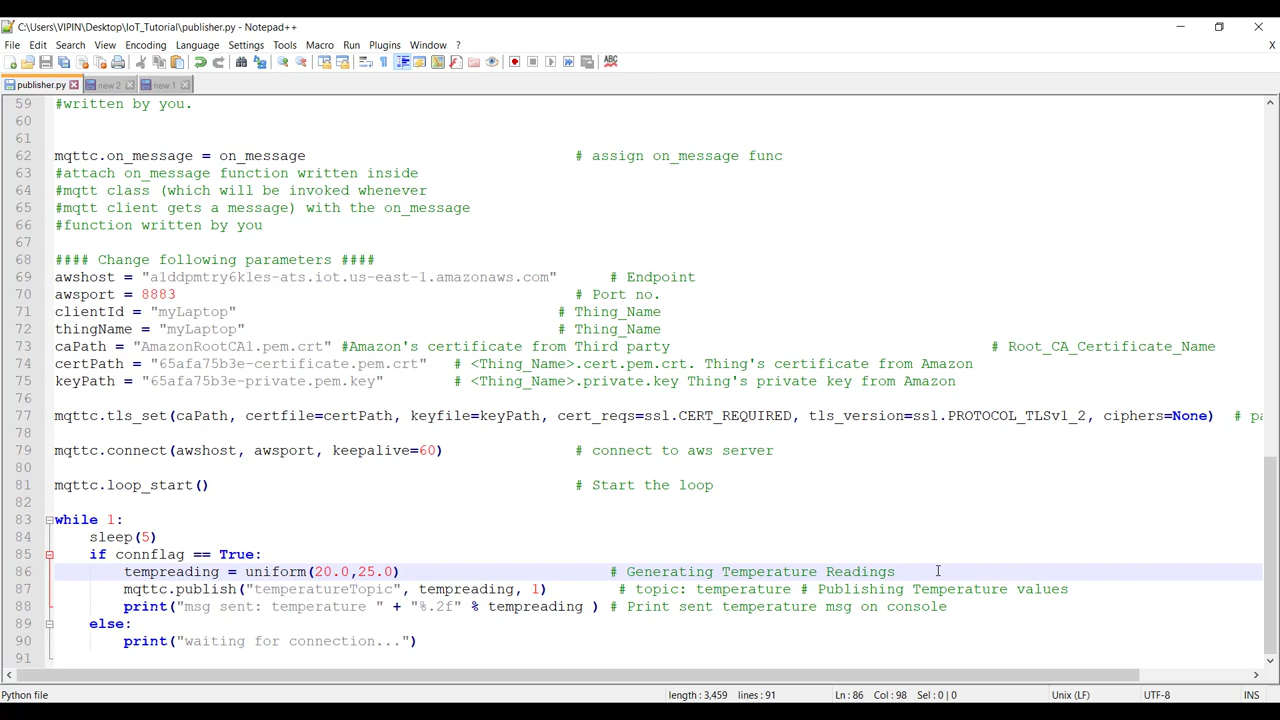 C:\Users\VIPIN\Desktop\IoT_Tutorial\publisher.py - Notepad++
File Edit Search View Encoding Language Settings Tools Macro Run Plugins Window ? X
publisher.py new 2 new 1
59 #written by you.
60
61
62 mqttc.on_message = on_message # assign on_message func
63 #attach on_message function written inside
64 #mqtt class (which will be invoked whenever
65 #mqtt client gets a message) with the on_message
66 #function written by you
67
68 #### Change following parameters ####
69 awshost = "alddpmtry6kles-ats.iot.us-east-1.amazonaws.com" # Endpoint
70 awsport = 8883 # Port no.
71 clientId = "myLaptop" # Thing_Name
72 thingName = "myLaptop" # Thing_Name
73 caPath = "AmazonRootCA1.pem.crt" #Amazon's certificate from Third party # Root_CA_Certificate_Name
74 certPath = "65afa75b3e-certificate.pem.crt" # <Thing_Name>.cert.pem.crt. Thing's certificate from Amazon
75 keyPath = "65afa75b3e-private.pem.key" # <Thing_Name>.private.key Thing's private key from Amazon
76
77 mqttc.tls_set(caPath, certfile=certPath, keyfile=keyPath, cert_reqs=ssl.CERT_REQUIRED, tls_version=ssl.PROTOCOL_TLSv1_2, ciphers=None) # pa
78
79 mqttc.connect(awshost, awsport, keepalive=60) # connect to aws server
80
81 mqttc.loop_start() # Start the loop
82
83 while 1:
84 sleep(5)
85 if connflag == True:
86 tempreading = uniform(20.0,25.0) # Generating Temperature Readings
87 mqttc.publish("temperatureTopic", tempreading, 1) # topic: temperature # Publishing Temperature values
88 print("msg sent: temperature " + "%.2f" % tempreading ) # Print sent temperature msg on console
89 else:
90 print("waiting for connection...")
91
Python file length : 3,459 lines : 91 Ln : 86 Col : 98 Sel : 0 | 0 Unix (LF) UTF-8 INS